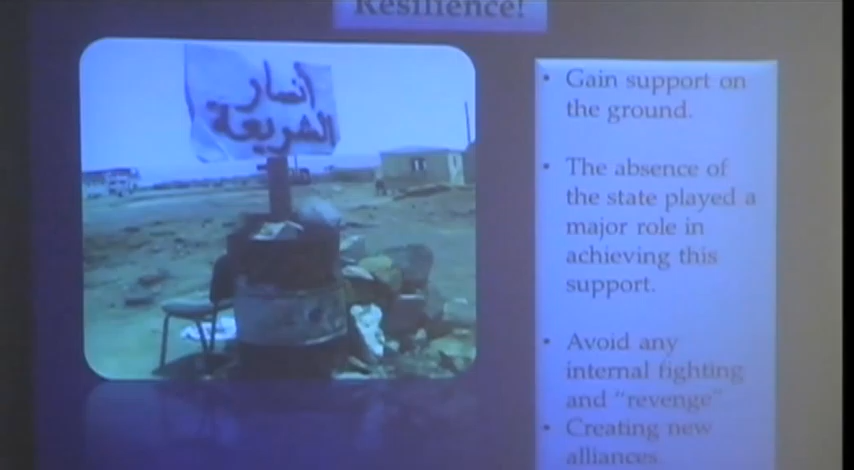 Resilience!
أنصار
الشريعة
• Gain support on
the ground.
• The absence of
the state played a
major role in
achieving this
support.
• Avoid any
internal fighting
and “revenge”
• Creating new
alliances.